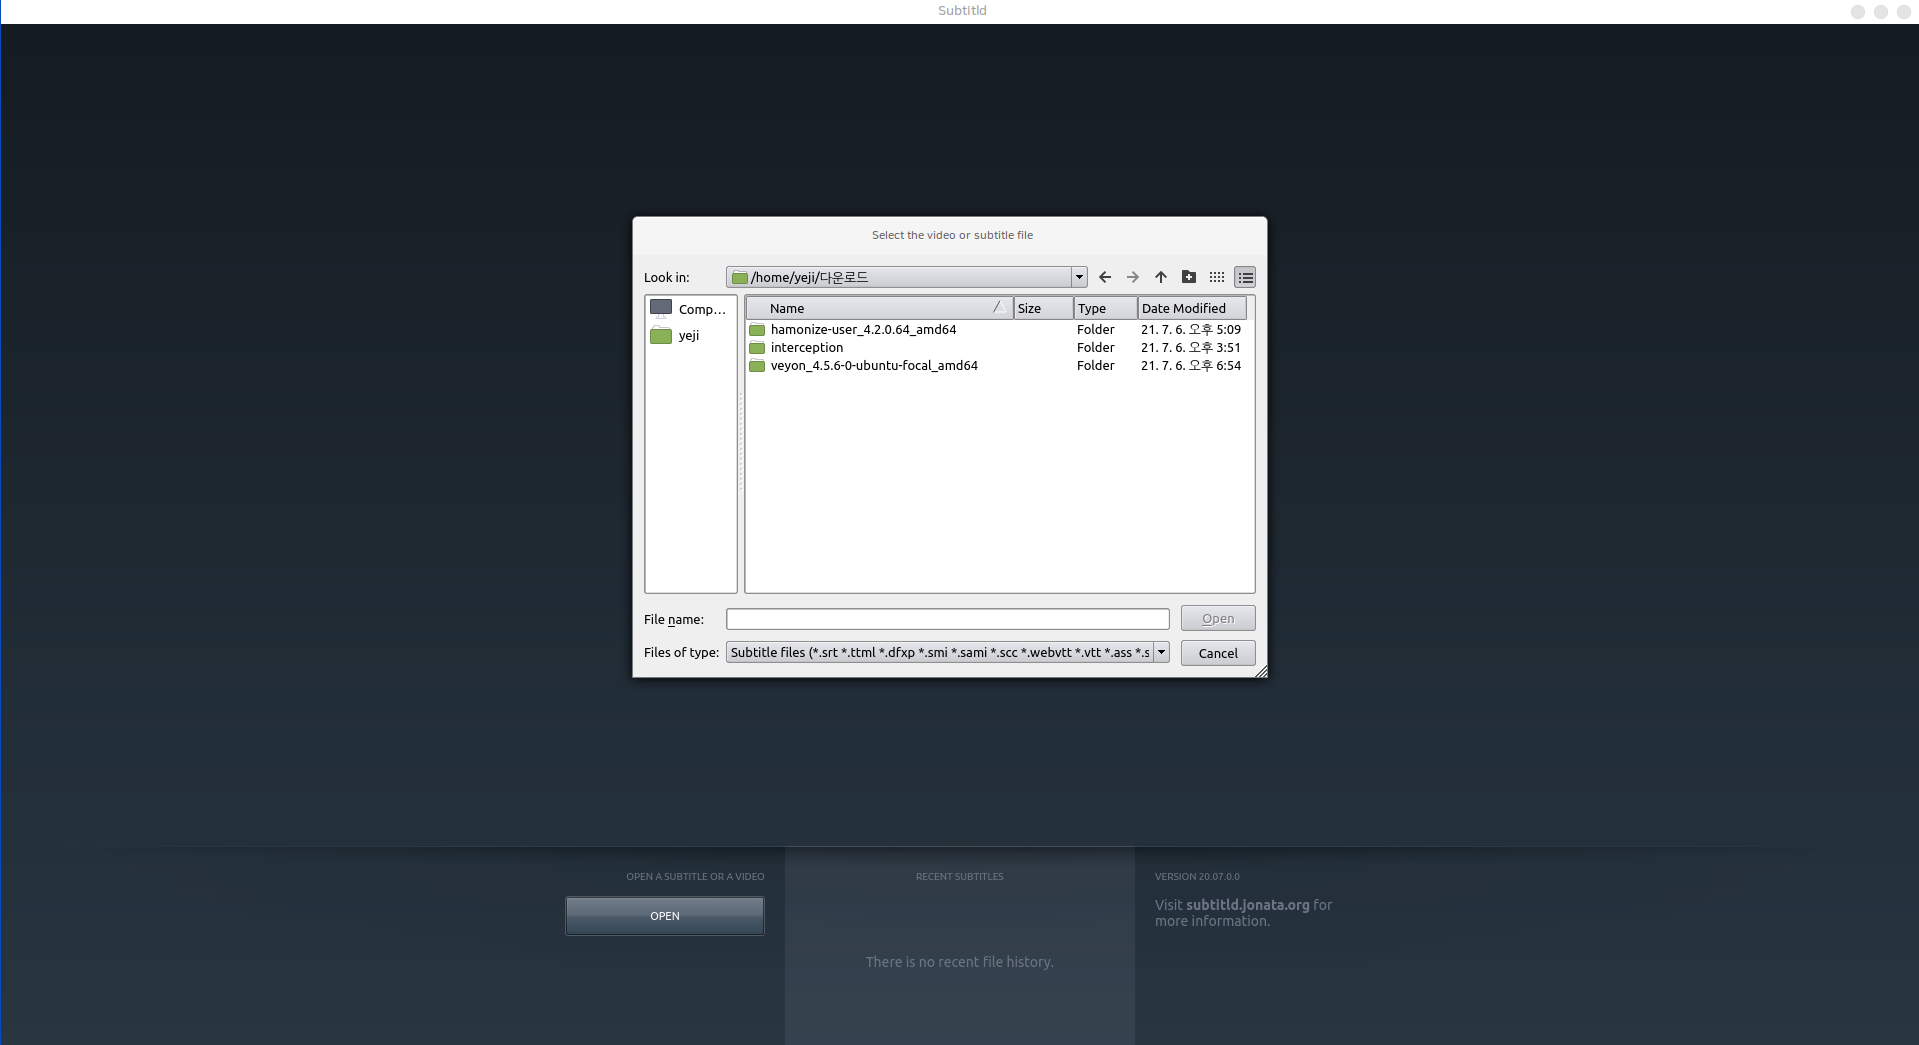 Subtitld
Select the video or subtitle file
Look in:
/home/yeji/다운로드
Comp...
yeji
Name Size Type Date Modified
hamonize-user_4.2.0.64_amd64 Folder 21. 7. 6. 오후 5:09
interception Folder 21. 7. 6. 오후 3:51
veyon_4.5.6-0-ubuntu-focal_amd64 Folder 21. 7. 6. 오후 6:54
File name:
Open
Files of type: Subtitle files (*.srt *.ttml *.dfxp *.smi *.sami *.scc *.webvtt *.vtt *.ass *.s
Cancel
OPEN A SUBTITLE OR A VIDEO
OPEN
RECENT SUBTITLES
There is no recent file history.
VERSION 20.07.0.0
Visit subtitld.jonata.org for
more information.